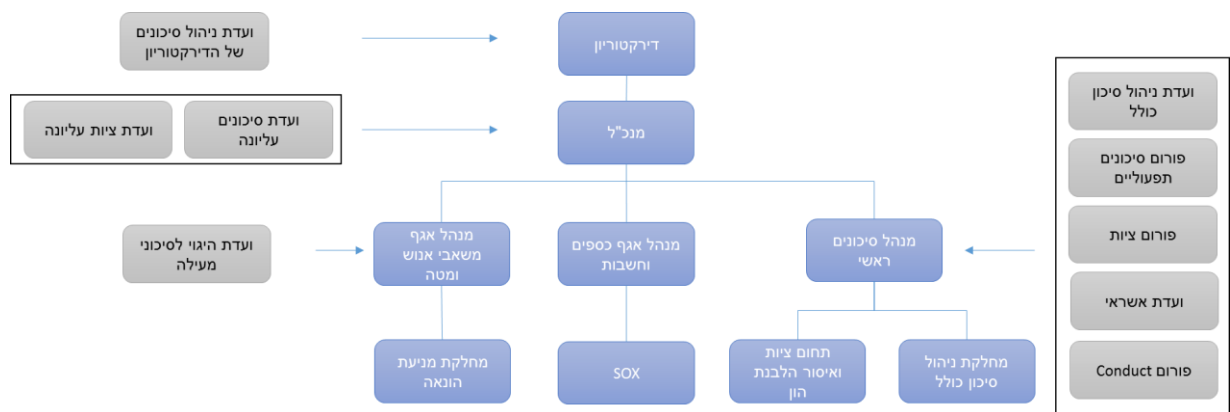 ועדת ניהול סיכונים
של הדירקטוריון
דירקטוריון
ועדת סיכונים
עליונה
ועדת ציות עליונה
מנכ"ל
ועדת ניהול סיכון
כולל
פורום סיכונים
תפעוליים
פורום ציות
ועדת אשראי
פורום Conduct
מנהל סיכונים
ראשי
מנהל אגף כספים
וחשבות
מנהל אגף
משאבי אנוש
ומטה
ועדת היגוי לסיכוני
מעילה
מחלקת ניהול
סיכון כולל
תחום ציות
ואיסור הלבנת
הון
SOX
מחלקת מניעת
הונאה